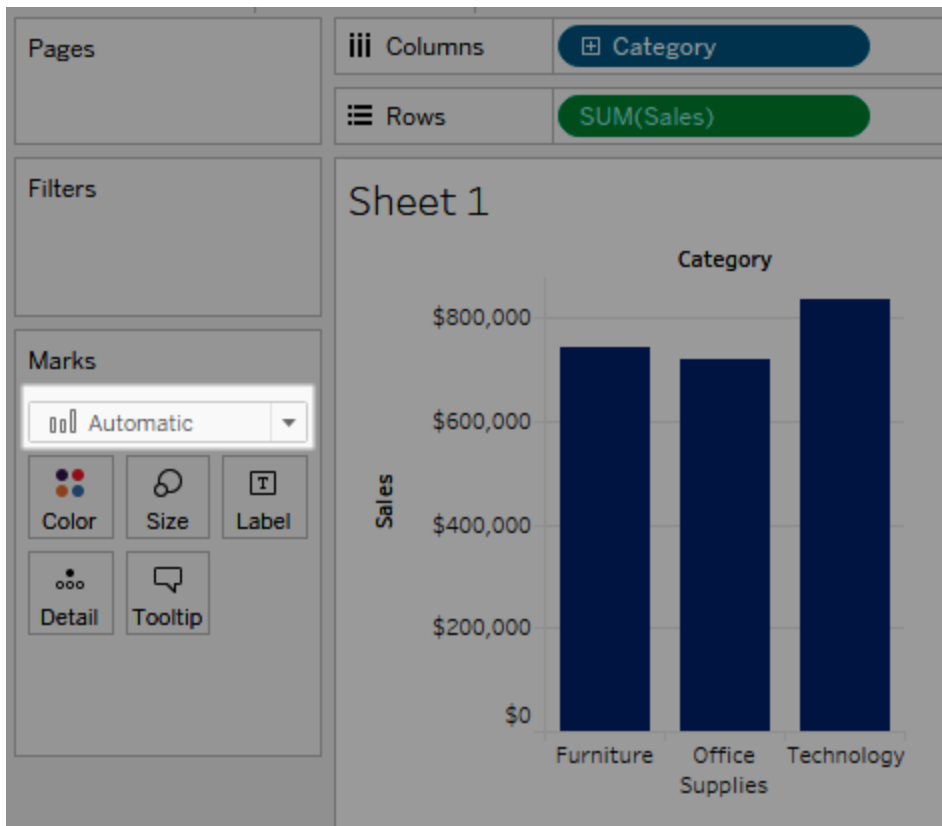 Pages
Columns
Category
Rows
SUM(Sales)
Filters
Sheet 1
Marks
Automatic
Color
Size
T
Label
Detail
Tooltip
Category
Sales
$800,000
$600,000
$400,000
$200,000
$0
Furniture
Office
Supplies
Technology